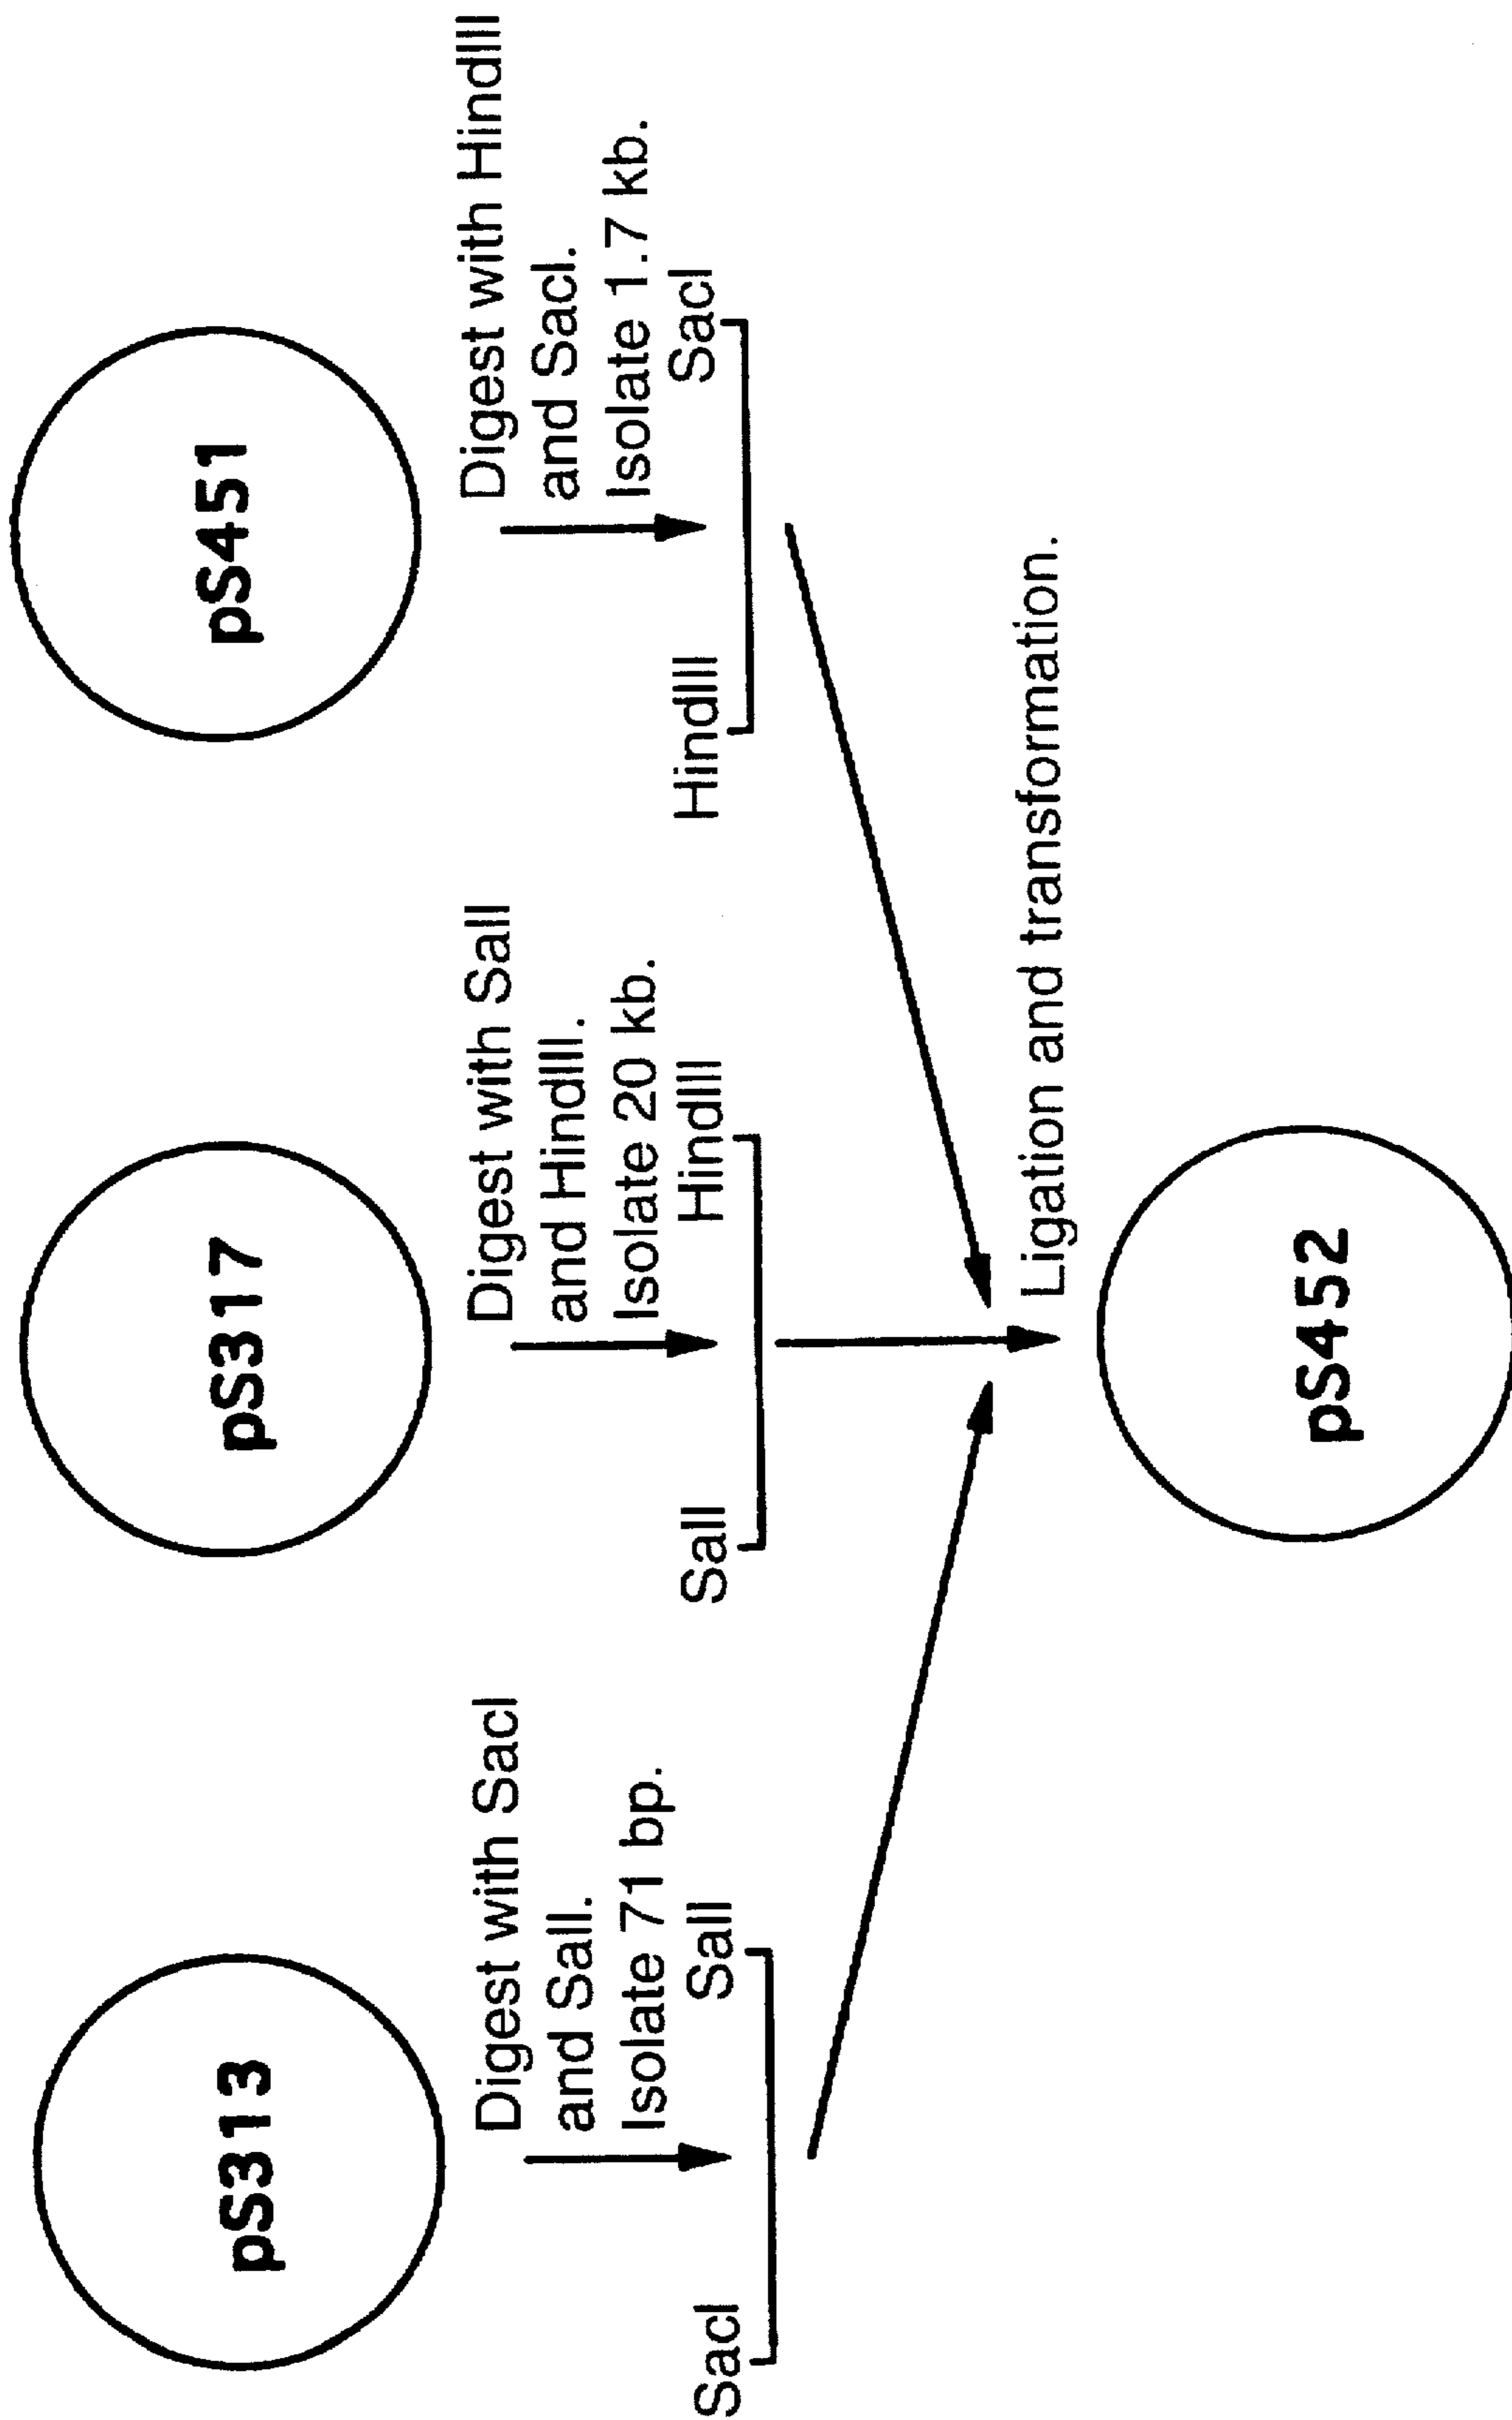 pS313
Digest with SacI
and SalI.
Isolate 71 bp.
SacI
SalI
pS317
Digest with SalI
and HindIII.
Isolate 20 kb.
SalI
HindIII
pS451
Digest with HindIII
and SacI.
Isolate 1.7 kb.
HindIII
SacI
Ligation and transformation.
pS452